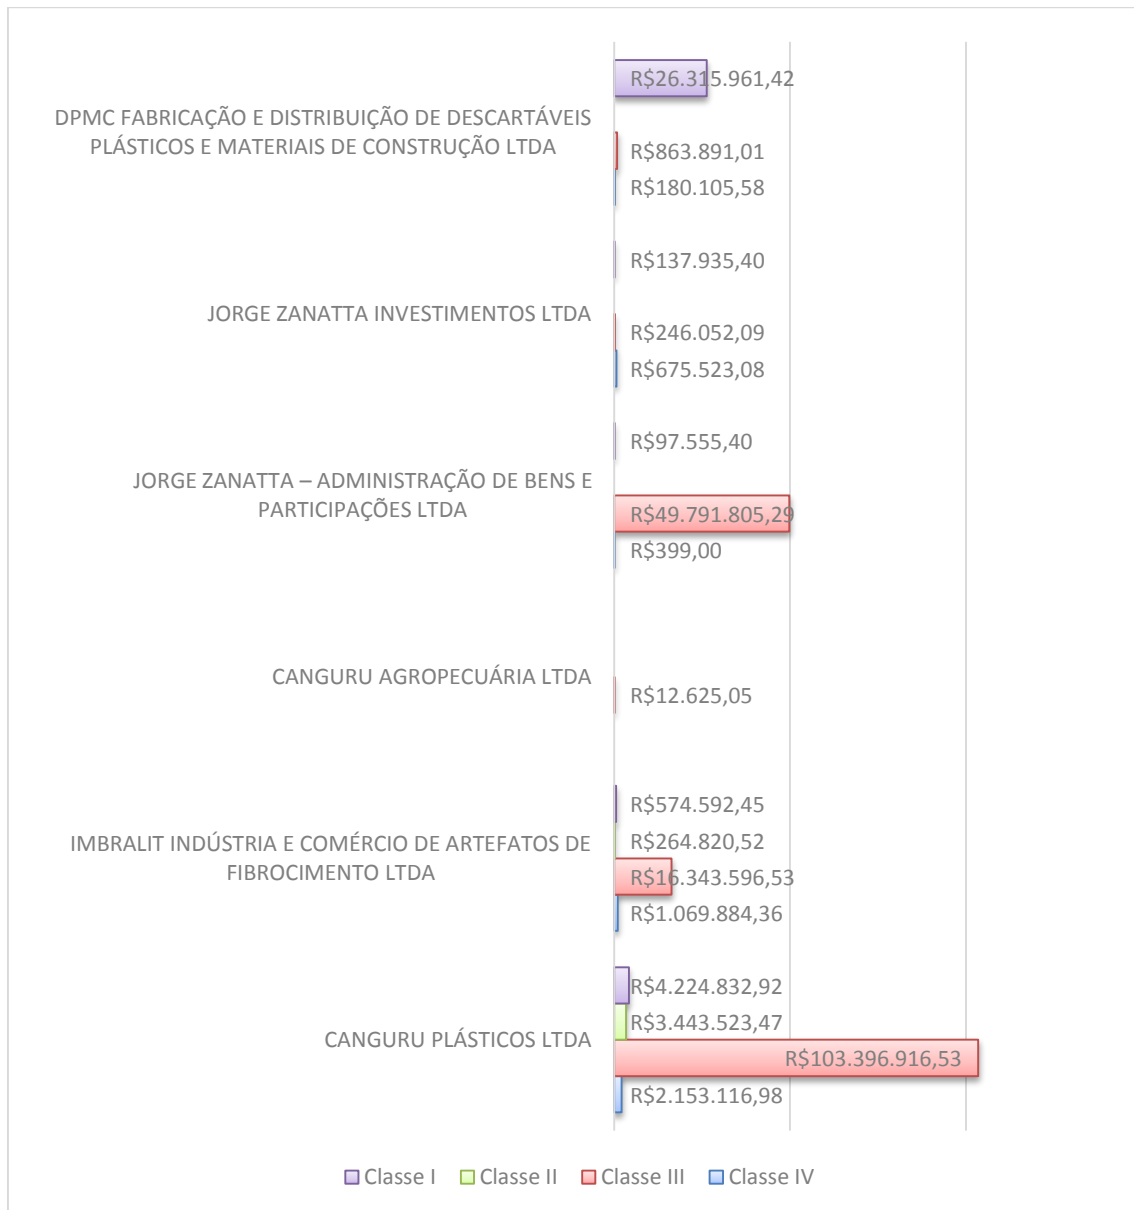 R$26.315.961,42
DPMC FABRICAÇÃO E DISTRIBUIÇÃO DE DESCARTÁVEIS
PLÁSTICOS E MATERIAIS DE CONSTRUÇÃO LTDA
R$863.891,01
R$180.105,58
R$137.935,40
JORGE ZANATTA INVESTIMENTOS LTDA
R$246.052,09
R$675.523,08
R$97.555,40
JORGE ZANATTA – ADMINISTRAÇÃO DE BENS E
PARTICIPAÇÕES LTDA
R$49.791.805,29
R$399,00
CANGURU AGROPECUÁRIA LTDA
R$12.625,05
R$574.592,45
IMBRALIT INDÚSTRIA E COMÉRCIO DE ARTEFATOS DE
FIBROCIMENTO LTDA
R$264.820,52
R$16.343.596,53
R$1.069.884,36
R$4.224.832,92
R$3.443.523,47
CANGURU PLÁSTICOS LTDA
R$103.396.916,53
R$2.153.116,98
Classe I Classe II Classe III Classe IV